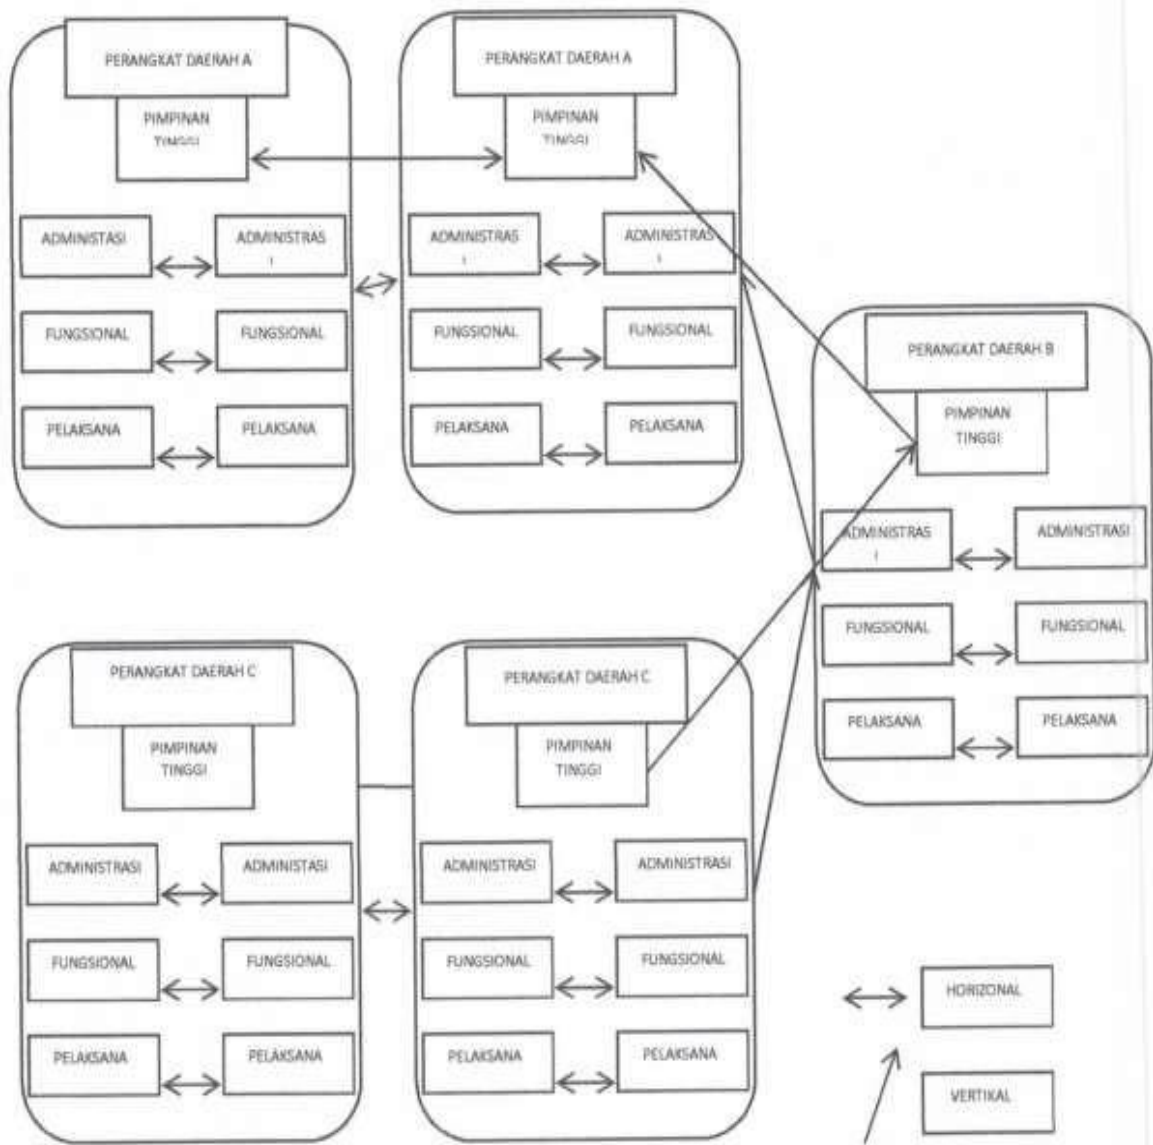 PERANGKAT DAERAH A
PIMPINAN
TINGGI
ADMINISTASI
ADMINISTRAS
I
FUNGSIONAL
FUNGSIONAL
PELAKSANA
PELAKSANA
PERANGKAT DAERAH A
PIMPINAN
TINGGI
ADMINISTRAS
I
ADMINISTRAS
I
FUNGSIONAL
FUNGSIONAL
PELAKSANA
PELAKSANA
PERANGKAT DAERAH B
PIMPINAN
TINGGI
ADMINISTRAS
I
ADMINISTRASI
FUNGSIONAL
FUNGSIONAL
PELAKSANA
PELAKSANA
PERANGKAT DAERAH C
PIMPINAN
TINGGI
ADMINISTRASI
ADMINISTASI
FUNGSIONAL
FUNGSIONAL
PELAKSANA
PELAKSANA
PERANGKAT DAERAH C
PIMPINAN
TINGGI
ADMINISTRASI
ADMINISTRASI
FUNGSIONAL
FUNGSIONAL
PELAKSANA
PELAKSANA
HORIZONAL
VERTIKAL